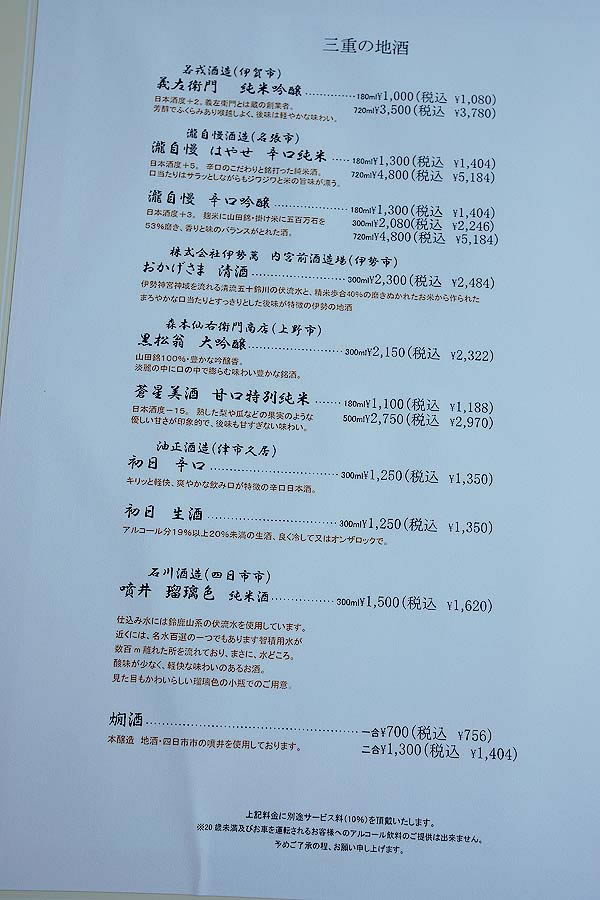 三重の地酒
若戎酒造(伊賀市)
義左衛門 純米吟醸 ‥‥‥‥ 180ml¥1,000(税込 ¥1,080)
日本酒度+2。義左衛門とは蔵の創業者。 720ml¥3,500(税込 ¥3,780)
芳醇でふくらみあり喉越しよく、後味は軽やかな味わい。
瀧自慢酒造(名張市)
瀧自慢 はやせ 辛口純米 ‥‥ 180ml¥1,300(税込 ¥1,404)
日本酒度+5。 辛口のこだわりと銘打った純米酒。 720ml¥4,800(税込 ¥5,184)
口当たりはサラッとしながらもジワジワと米の旨味が漂う。
瀧自慢 辛口吟醸 ‥‥‥‥ 180ml¥1,300(税込 ¥1,404)
日本酒度+3。 麹米に山田錦・掛け米に五百万石を 300ml¥2,080(税込 ¥2,246)
53%磨き、香りと味のバランスがとれた酒。 720ml¥4,800(税込 ¥5,184)
株式会社伊勢萬 内宮前酒造場(伊勢市)
おかげさま 清酒 ‥‥‥‥ 300ml¥2,300(税込 ¥2,484)
伊勢神宮神域を流れる清流五十鈴川の伏流水と、精米歩合40%の磨きぬかれたお米から作られた
まろやかな口当たりとすっきりとした後味が特徴の伊勢の地酒
森本仙右衛門商店(上野市)
黒松翁 大吟醸 ‥‥‥‥ 300ml¥2,150(税込 ¥2,322)
山田錦100%・豊かな吟醸香。
淡麗の中に口の中で膨らむ味わい豊かな銘酒。
蒼星美酒 甘口特別純米 ‥‥‥ 180ml¥1,100(税込 ¥1,188)
日本酒度−15。 熟した梨や瓜などの果実のような 500ml¥2,750(税込 ¥2,970)
優しい甘さが印象的で、後味も甘すぎない味わい。
油正酒造(津市久居)
初日 辛口 ‥‥‥‥ 300ml¥1,250(税込 ¥1,350)
キリッと軽快、爽やかな飲み口が特徴の辛口日本酒。
初日 生酒 ‥‥‥‥ 300ml¥1,250(税込 ¥1,350)
アルコール分19%以上20%未満の生酒、良く冷して又はオンザロックで。
石川酒造(四日市市)
噴井 瑠璃色 純米酒 ‥‥‥‥ 300ml¥1,500(税込 ¥1,620)
仕込み水には鈴鹿山系の伏流水を使用しています。
近くには、名水百選の一つでもあります智積用水が
数百m離れた所を流れており、まさに、水どころ。
酸味が少なく、軽快な味わいのあるお酒。
見た目もかわいらしい瑠璃色の小瓶でのご用意。
燗酒 ‥‥‥‥ 一合¥700(税込 ¥756)
本醸造 地酒・四日市市の噴井を使用しております。 二合¥1,300(税込 ¥1,404)
上記料金に別途サービス料(10%)を頂戴いたします。
※20歳未満及びお車を運転されるお客様へのアルコール飲料のご提供は出来ません。
予めご了承の程、お願い申し上げます。